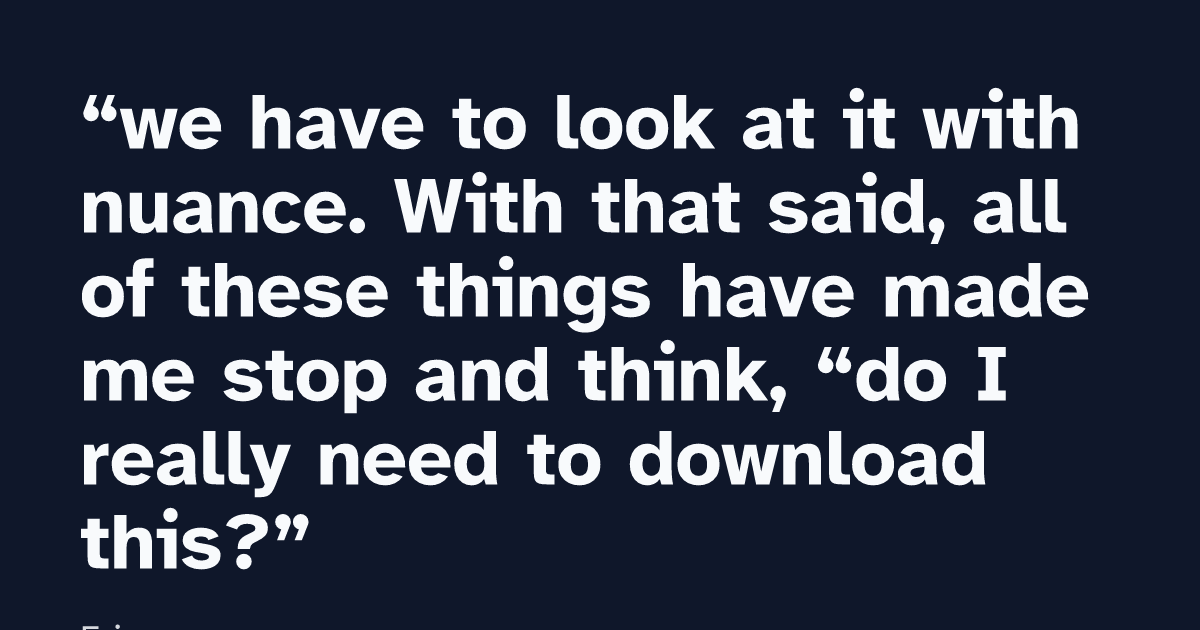 “we have to look at it with
nuance. With that said, all
of these things have made
me stop and think, “do I
really need to download
this?”